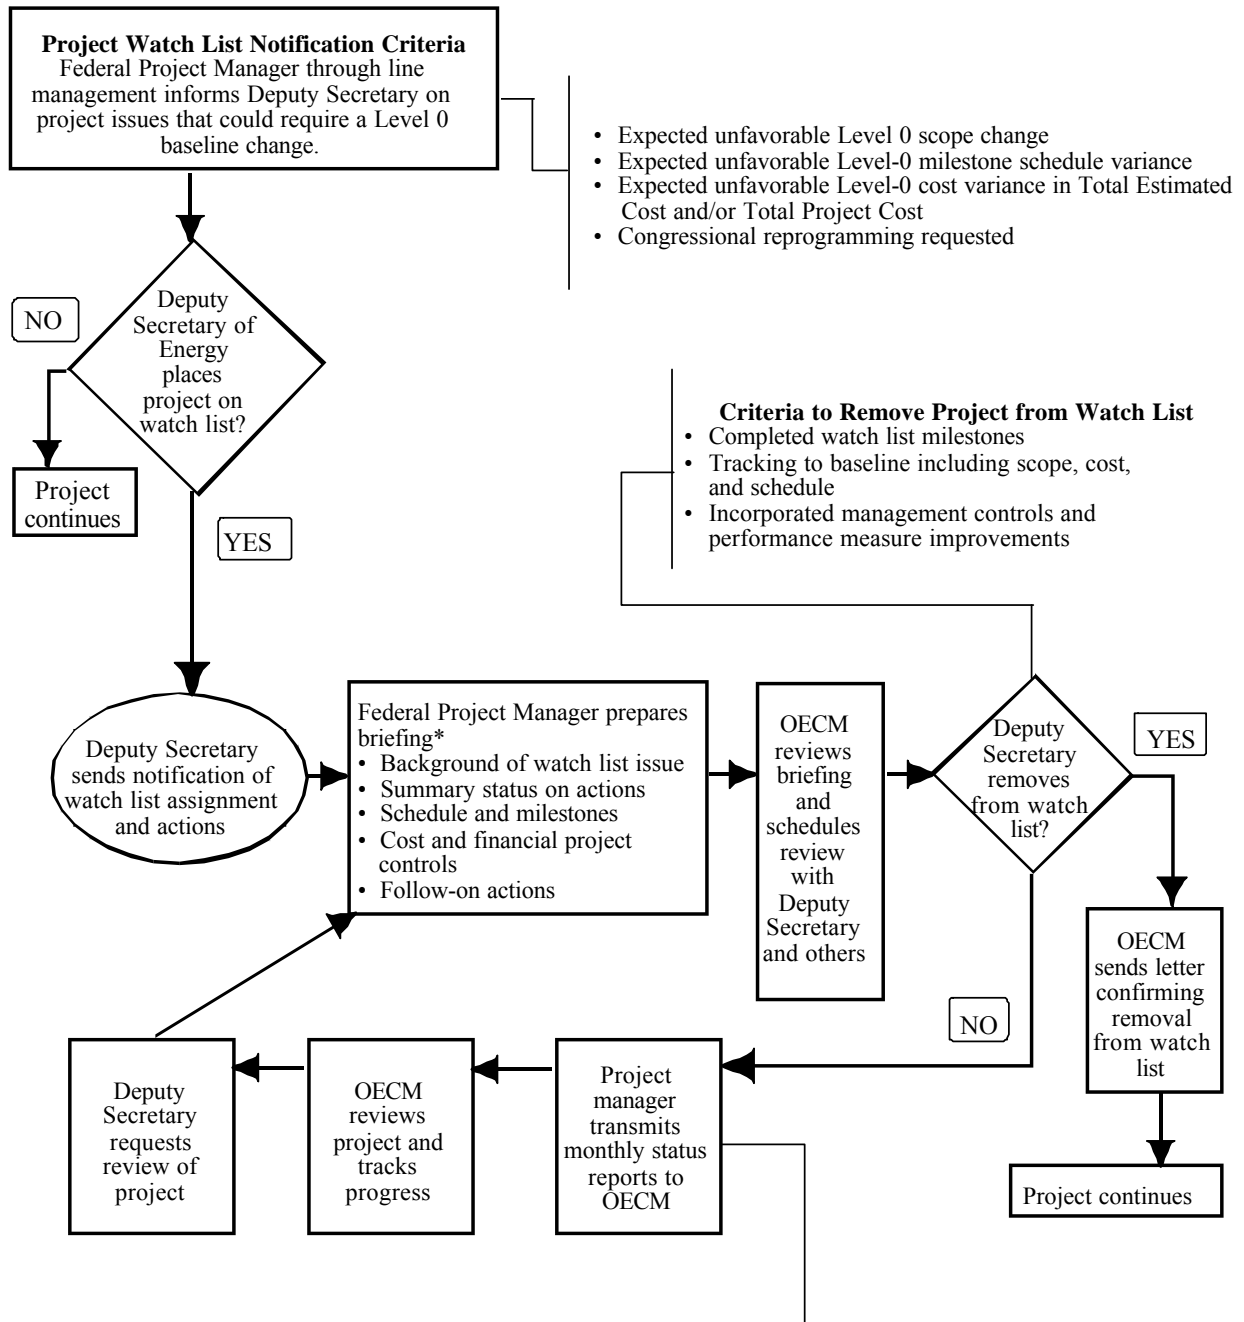 Project Watch List Notification Criteria
Federal Project Manager through line
management informs Deputy Secretary on
project issues that could require a Level 0
baseline change.
• Expected unfavorable Level 0 scope change
• Expected unfavorable Level-0 milestone schedule variance
• Expected unfavorable Level-0 cost variance in Total Estimated
Cost and/or Total Project Cost
• Congressional reprogramming requested
Deputy
Secretary of
Energy
places
project on
watch list?
NO
Project
continues
YES
Criteria to Remove Project from Watch List
• Completed watch list milestones
• Tracking to baseline including scope, cost,
and schedule
• Incorporated management controls and
performance measure improvements
Deputy Secretary
sends notification of
watch list assignment
and actions
Federal Project Manager prepares
briefing*
• Background of watch list issue
• Summary status on actions
• Schedule and milestones
• Cost and financial project
controls
• Follow-on actions
OECM
reviews
briefing
and
schedules
review
with
Deputy
Secretary
and others
Deputy
Secretary
removes
from watch
list?
YES
OECM
sends letter
confirming
removal
from watch
list
Project continues
NO
Project
manager
transmits
monthly status
reports to
OECM
OECM
reviews
project and
tracks
progress
Deputy
Secretary
requests
review of
project